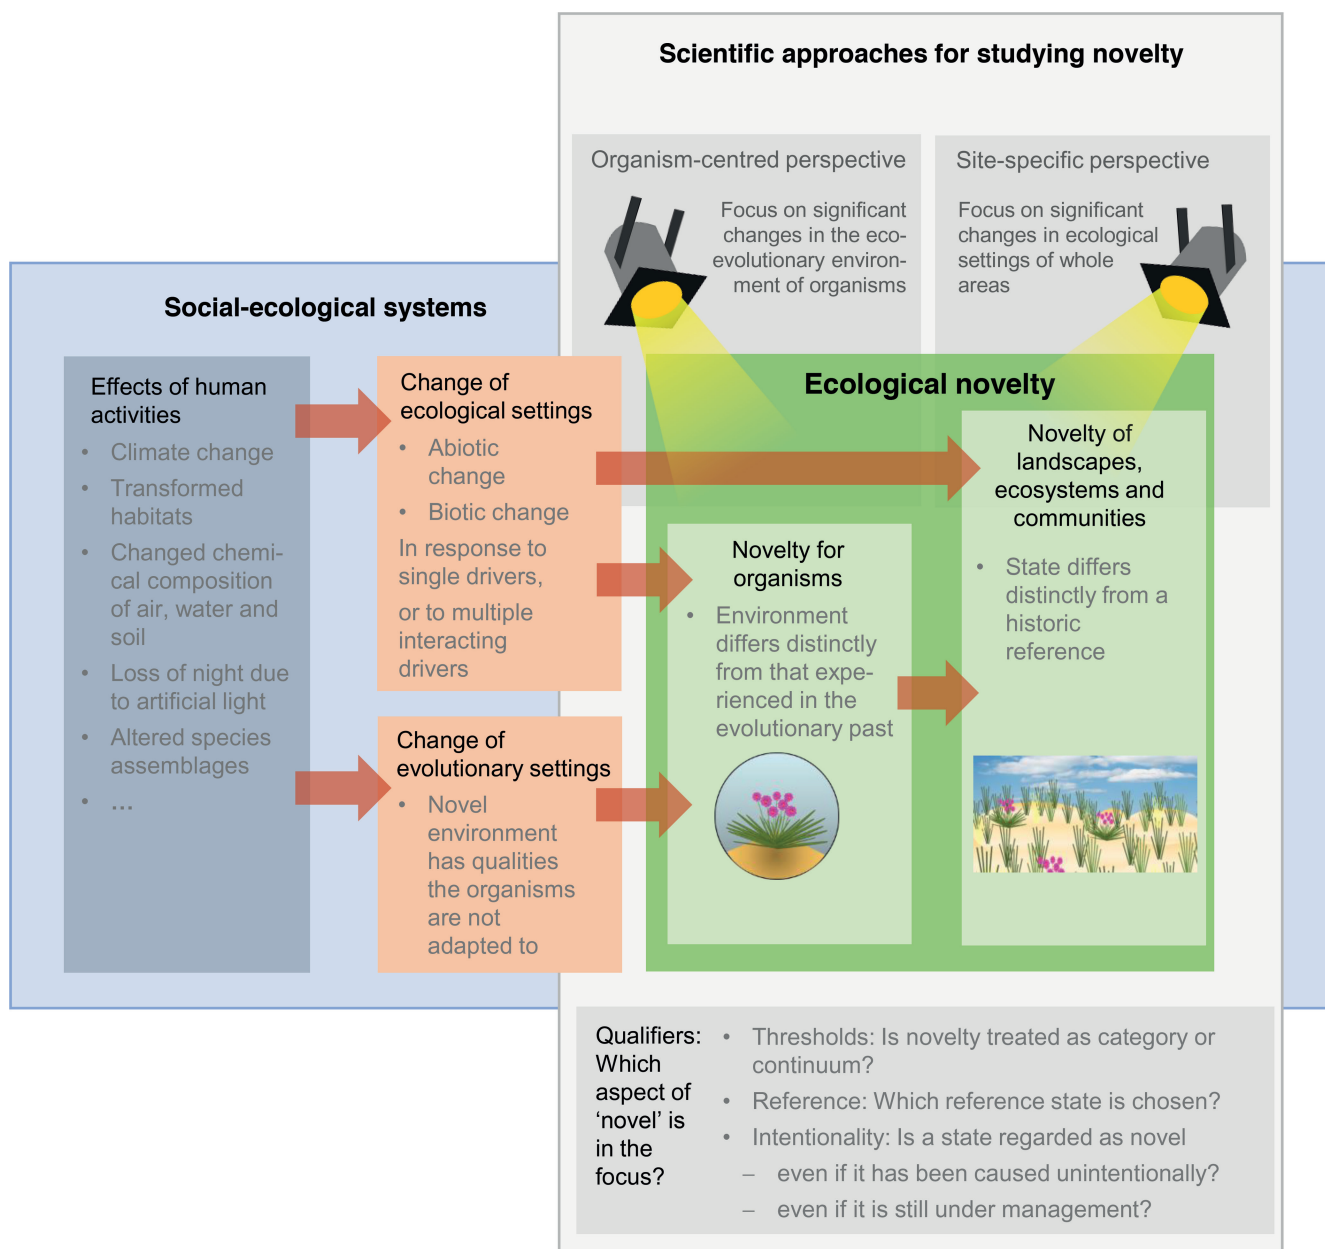 Scientific approaches for studying novelty
Organism-centred perspective
Focus on significant
changes in the eco-
evolutionary environ-
ment of organisms
Site-specific perspective
Focus on significant
changes in ecological
settings of whole
areas
Social-ecological systems
Effects of human
activities
• Climate change
• Transformed
habitats
• Changed chemi-
cal composition
of air, water and
soil
• Loss of night due
to artificial light
• Altered species
assemblages
• ...
Change of
ecological settings
• Abiotic
change
• Biotic change
In response to
single drivers,
or to multiple
interacting
drivers
Change of
evolutionary settings
• Novel
environment
has qualities
the organisms
are not
adapted to
Ecological novelty
Novelty for
organisms
• Environment
differs distinctly
from that expe-
rienced in the
evolutionary past
Novelty of
landscapes,
ecosystems and
communities
• State differs
distinctly from a
historic
reference
Qualifiers:
Which
aspect of
‘novel’ is
in the
focus?
• Thresholds: Is novelty treated as category or
continuum?
• Reference: Which reference state is chosen?
• Intentionality: Is a state regarded as novel
– even if it has been caused unintentionally?
– even if it is still under management?